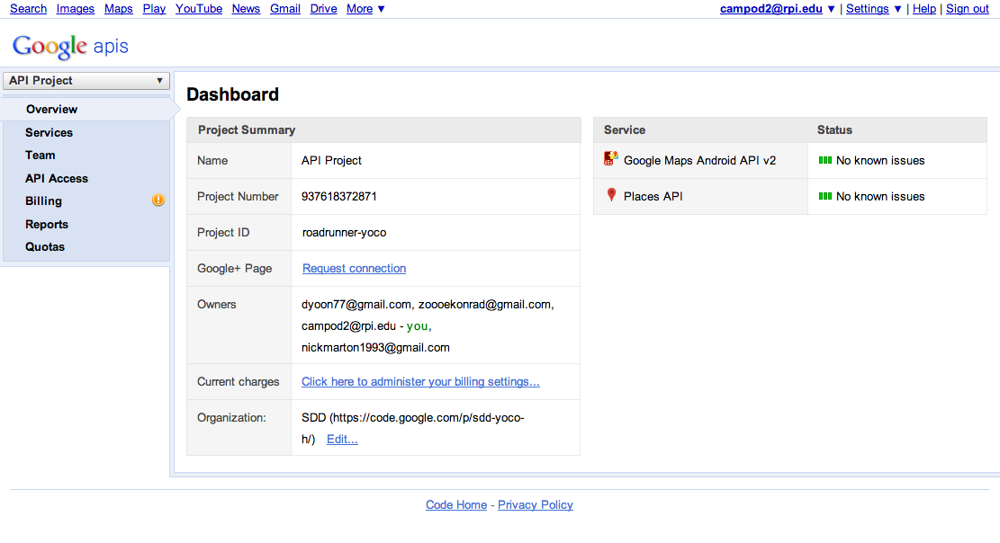 Search Images Maps Play YouTube News Gmail Drive More ▼
campod2@rpi.edu ▼ | Settings ▼ | Help | Sign out
Google apis
API Project ▼
Overview
Services
Team
API Access
Billing
Reports
Quotas
Dashboard
Project Summary
Name API Project
Project Number 937618372871
Project ID roadrunner-yoco
Google+ Page Request connection
Owners dyoon77@gmail.com, zoooekonrad@gmail.com,
campod2@rpi.edu - you,
nickmarton1993@gmail.com
Current charges Click here to administer your billing settings...
Organization: SDD (https://code.google.com/p/sdd-yoco-
h/) Edit...
Service Status
Google Maps Android API v2 No known issues
Places API No known issues
Code Home - Privacy Policy